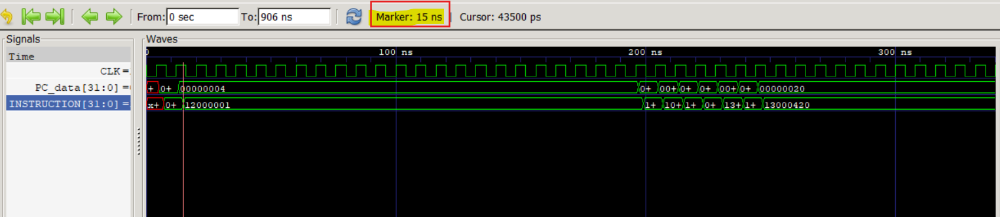 From: 0 sec To: 906 ns Marker: 15 ns Cursor: 43500 ps
Signals Waves
Time 0 100 ns 200 ns 300 ns
CLK =
PC_data[31:0] = + 0+ 00000004 0+ 00+ 0+ 0+ 00+ 0+ 00000020
INSTRUCTION[31:0] = x+ 0+ 12000001 1+ 10+ 1+ 0+ 13+ 1+ 13000420